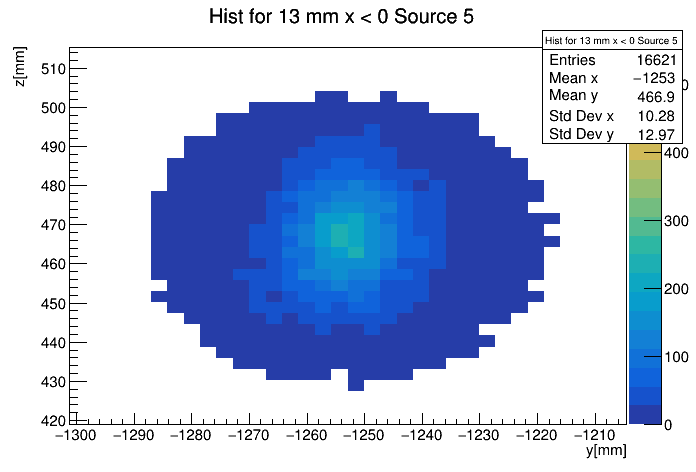 Hist for 13 mm x < 0 Source 5
z[mm]
Hist for 13 mm x < 0 Source 5
Entries 16621
Mean x −1253
Mean y 466.9
Std Dev x 10.28
Std Dev y 12.97
510
500
490
480
470
460
450
440
430
420
400
300
200
100
0
−1300 −1290 −1280 −1270 −1260 −1250 −1240 −1230 −1220 −1210
y[mm]